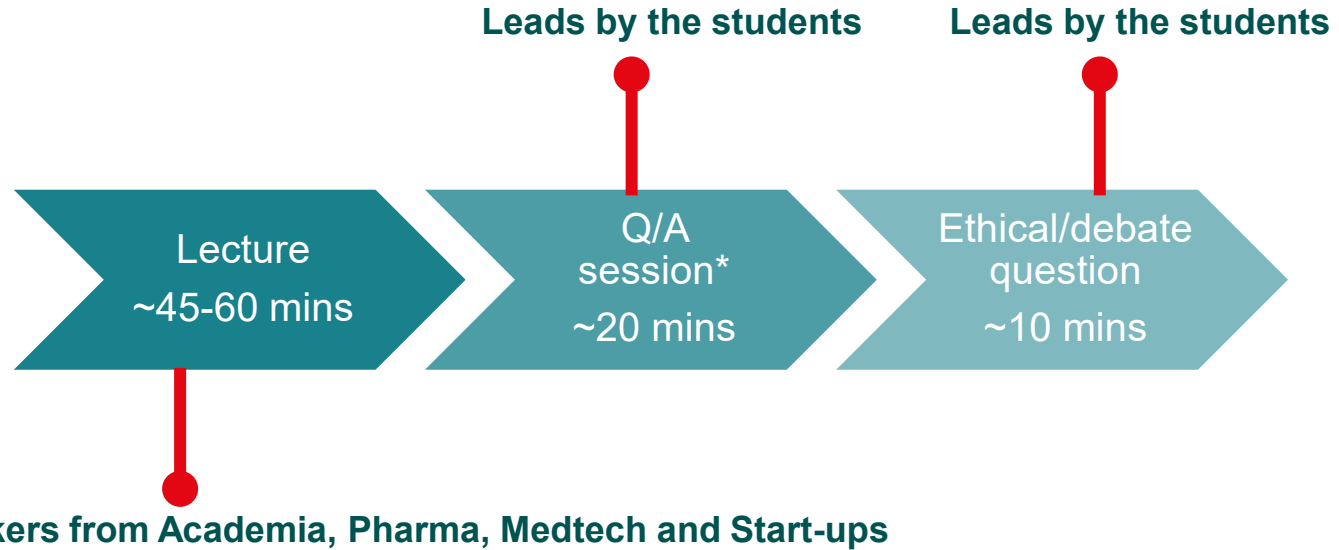 Leads by the students
Leads by the students
Lecture
~45-60 mins
Q/A
session*
~20 mins
Ethical/debate
question
~10 mins
from Academia, Pharma, Medtech and Start-ups